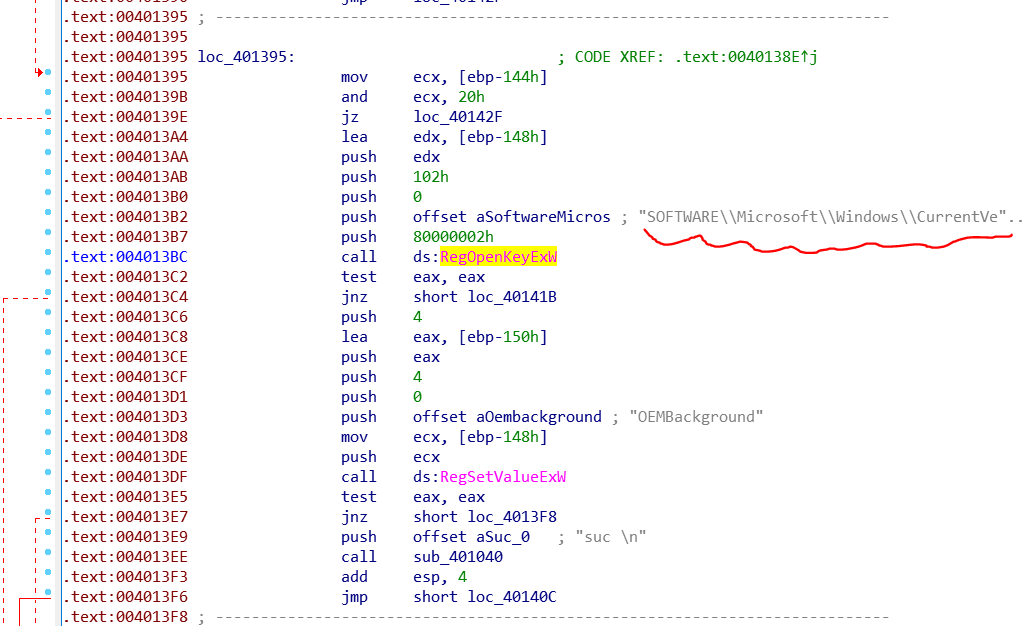 .text:00401395 ; ---------------------------------------------------------------------------
.text:00401395
.text:00401395 loc_401395: ; CODE XREF: .text:0040138E↑j
.text:00401395 mov ecx, [ebp-144h]
.text:0040139B and ecx, 20h
.text:0040139E jz loc_40142F
.text:004013A4 lea edx, [ebp-148h]
.text:004013AA push edx
.text:004013AB push 102h
.text:004013B0 push 0
.text:004013B2 push offset aSoftwareMicros ; "SOFTWARE\\Microsoft\\Windows\\CurrentVe"...
.text:004013B7 push 80000002h
.text:004013BC call ds:RegOpenKeyExW
.text:004013C2 test eax, eax
.text:004013C4 jnz short loc_40141B
.text:004013C6 push 4
.text:004013C8 lea eax, [ebp-150h]
.text:004013CE push eax
.text:004013CF push 4
.text:004013D1 push 0
.text:004013D3 push offset aOembackground ; "OEMBackground"
.text:004013D8 mov ecx, [ebp-148h]
.text:004013DE push ecx
.text:004013DF call ds:RegSetValueExW
.text:004013E5 test eax, eax
.text:004013E7 jnz short loc_4013F8
.text:004013E9 push offset aSuc_0 ; "suc \n"
.text:004013EE call sub_401040
.text:004013F3 add esp, 4
.text:004013F6 jmp short loc_40140C
.text:004013F8 ; ---------------------------------------------------------------------------